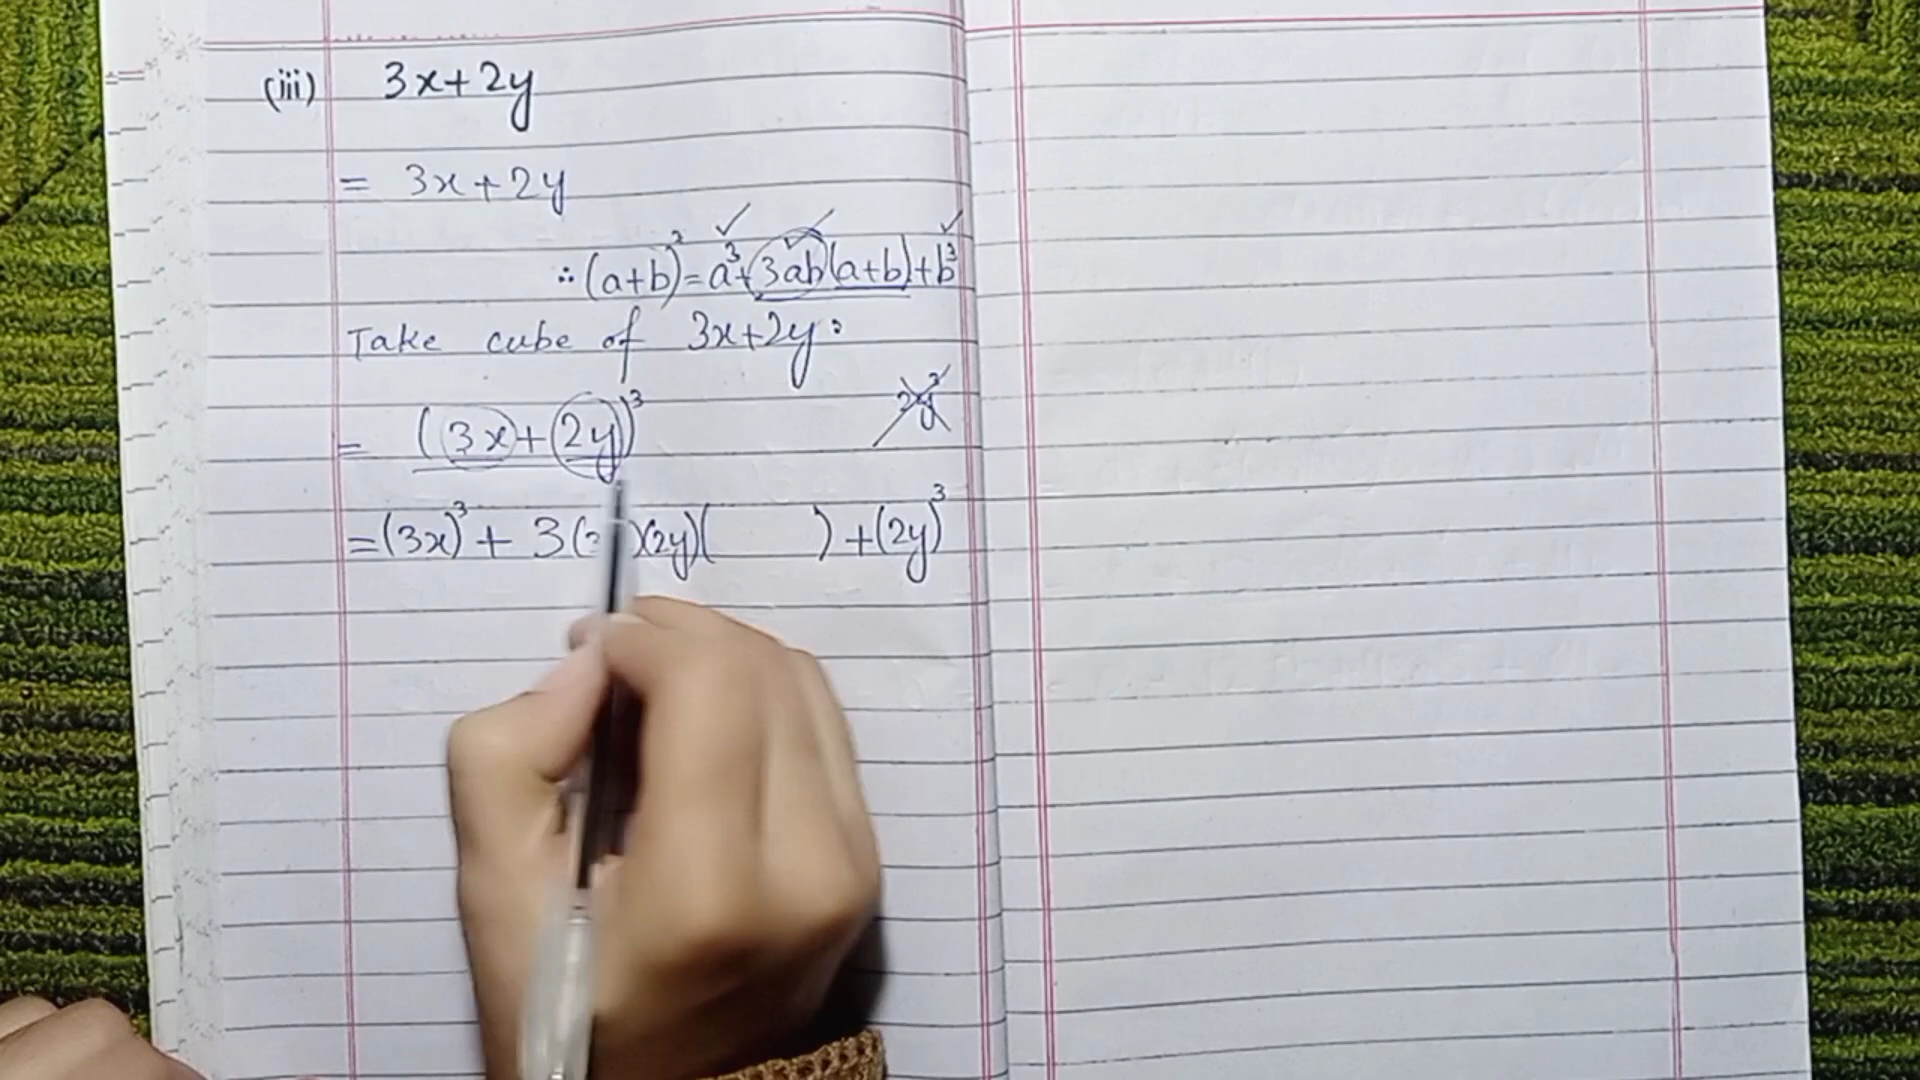 (iii) 3x+2y
= 3x+2y
∴ (a+b)³=a³+3ab(a+b)+b³
Take cube of 3x+2y:
= (3x+2y)³
2y³
=(3x)³+ 3( )(2y)( ) +(2y)³